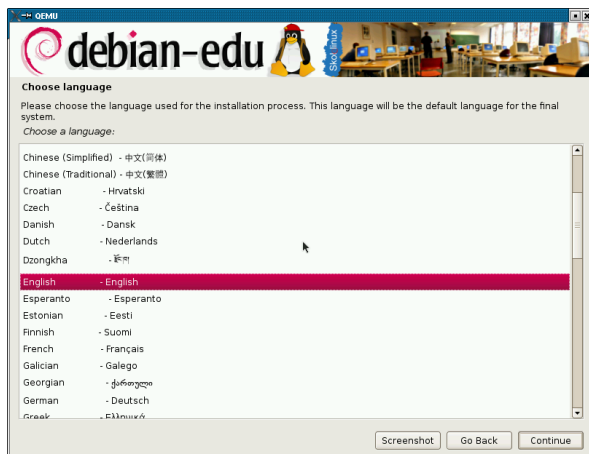 QEMU
debian-edu
Skolelinux
Choose language
Please choose the language used for the installation process. This language will be the default language for the final
system.
Choose a language:
Chinese (Simplified) - 中文(简体)
Chinese (Traditional) - 中文(繁體)
Croatian - Hrvatski
Czech - Čeština
Danish - Dansk
Dutch - Nederlands
Dzongkha -
English - English
Esperanto - Esperanto
Estonian - Eesti
Finnish - Suomi
French - Français
Galician - Galego
Georgian - ქართული
German - Deutsch
Greek - Ελληνικά
Screenshot Go Back Continue